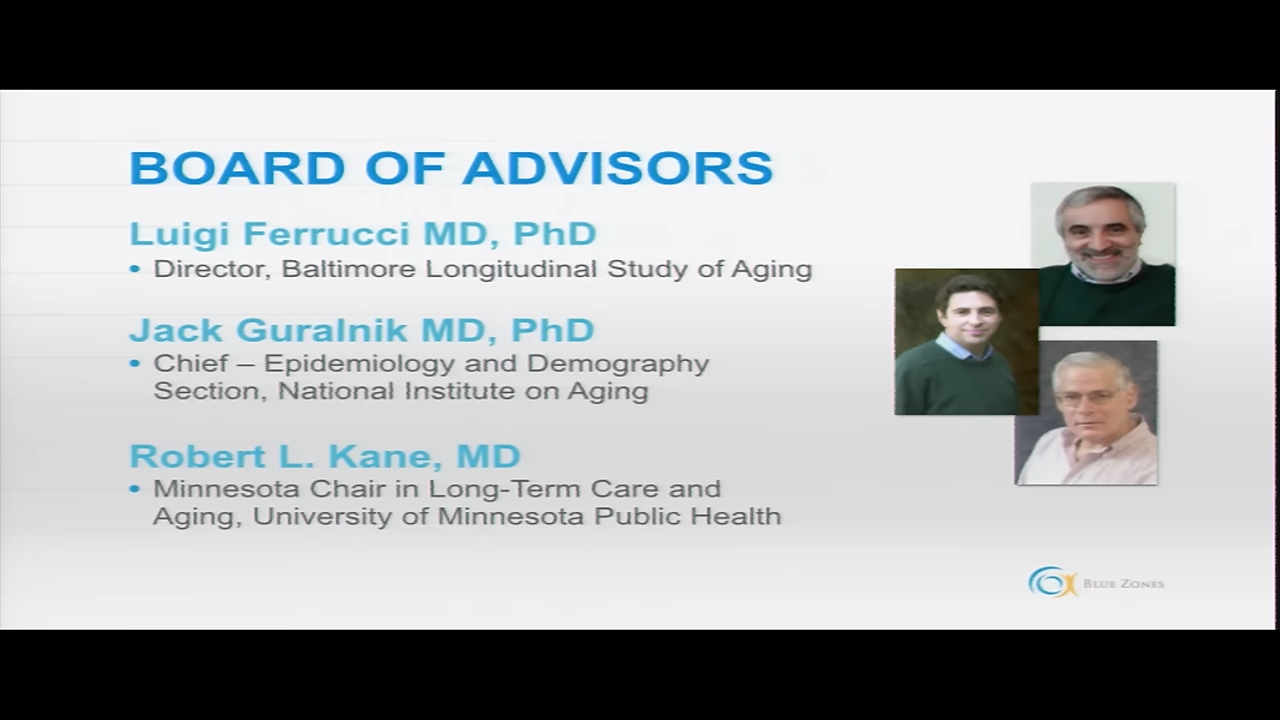 BOARD OF ADVISORS
Luigi Ferrucci MD, PhD
• Director, Baltimore Longitudinal Study of Aging
Jack Guralnik MD, PhD
• Chief – Epidemiology and Demography
Section, National Institute on Aging
Robert L. Kane, MD
• Minnesota Chair in Long-Term Care and
Aging, University of Minnesota Public Health
BLUE ZONES